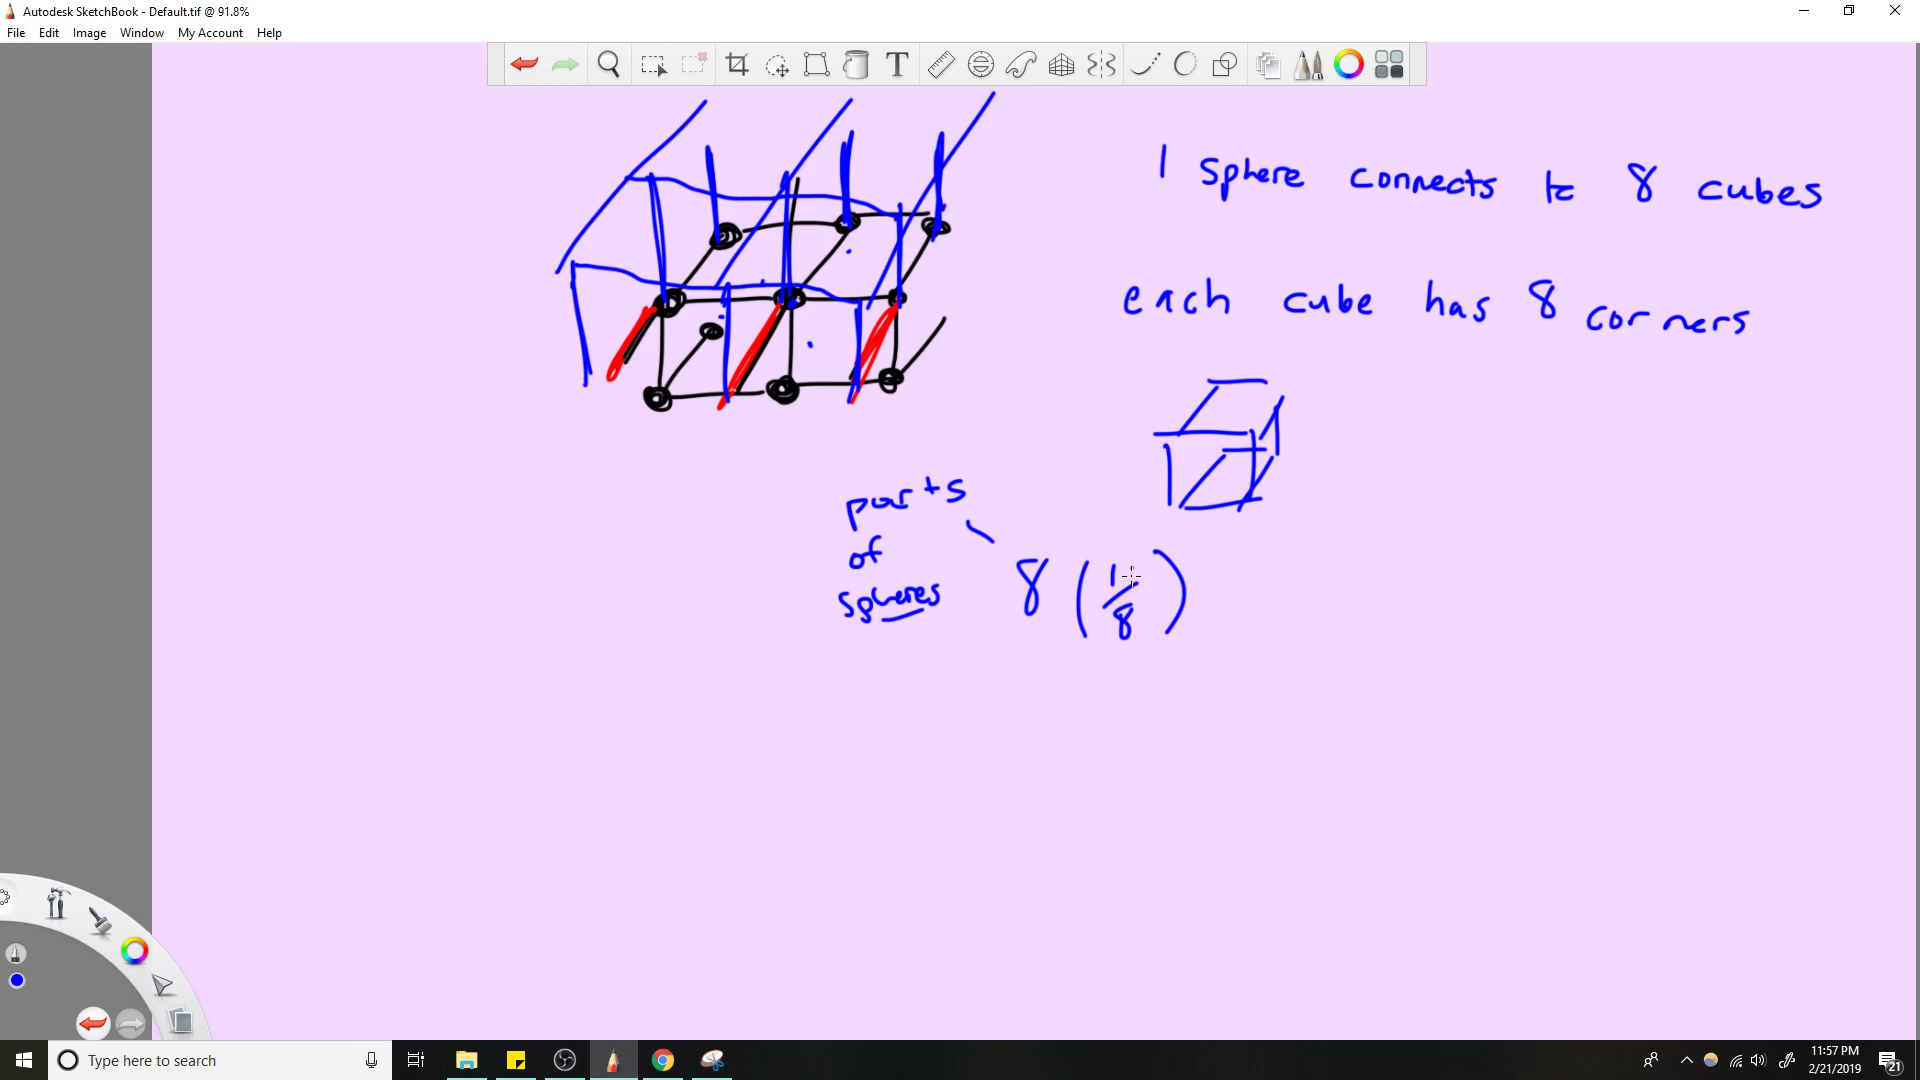 Autodesk SketchBook - Default.tif @ 91.8%
File Edit Image Window My Account Help
T
1 sphere connects to 8 cubes
each cube has 8 corners
parts
of
spheres
8 (1/8)
Type here to search
11:57 PM
2/21/2019
21